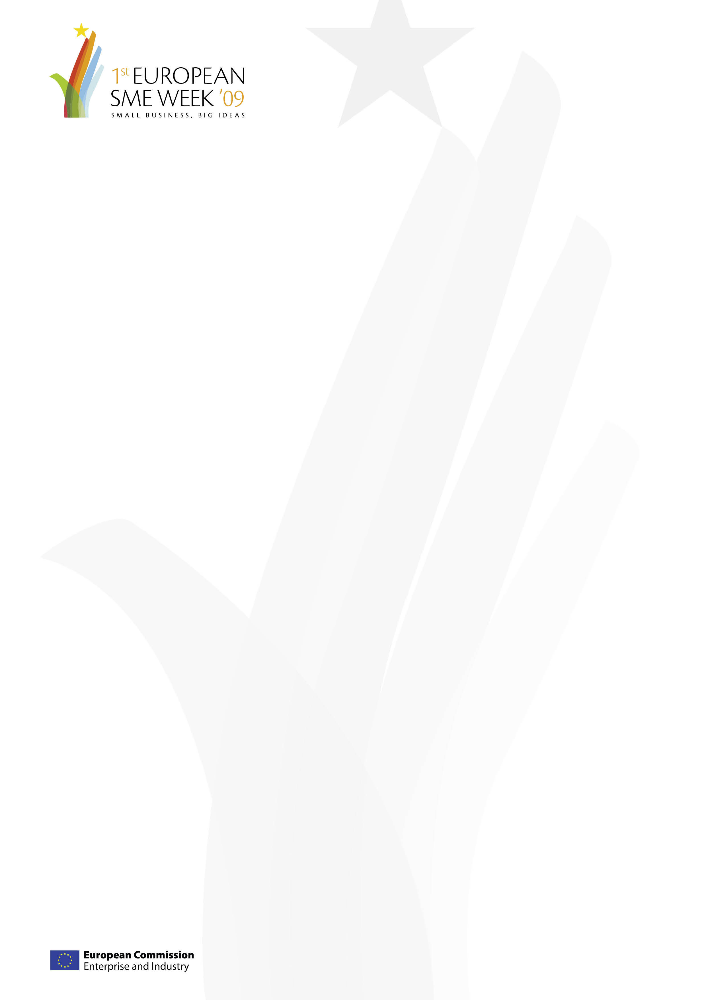 1st EUROPEAN
SME WEEK '09
SMALL BUSINESS, BIG IDEAS
European Commission
Enterprise and Industry